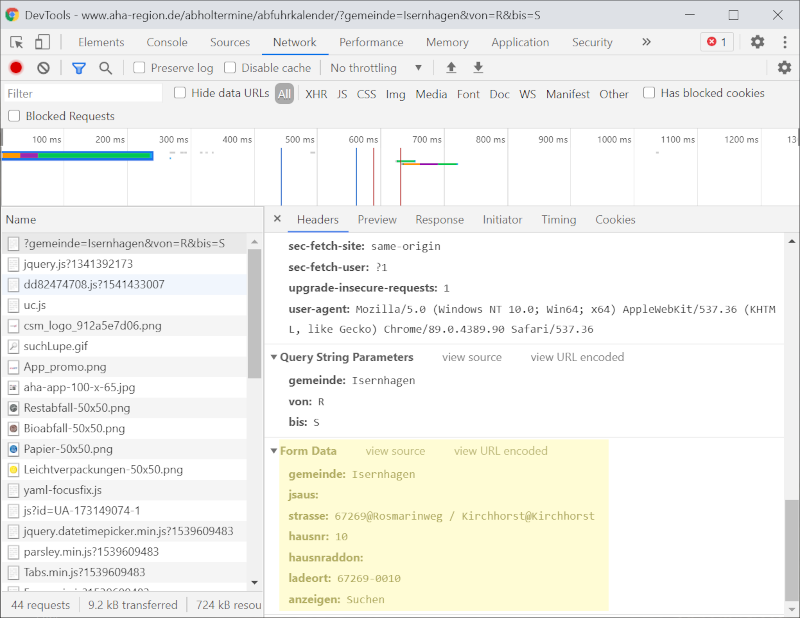 DevTools - www.aha-region.de/abholtermine/abfuhrkalender/?gemeinde=Isernhagen&von=R&bis=S
Elements Console Sources Network Performance Memory Application Security » 1
Preserve log Disable cache No throttling
Filter Hide data URLs All XHR JS CSS Img Media Font Doc WS Manifest Other Has blocked cookies
Blocked Requests
100 ms 200 ms 300 ms 400 ms 500 ms 600 ms 700 ms 800 ms 900 ms 1000 ms 1100 ms 1200 ms 13
Name
?gemeinde=Isernhagen&von=R&bis=S
jquery.js?1341392173
dd82474708.js?1541433007
uc.js
csm_logo_912a5e7d06.png
suchLupe.gif
App_promo.png
aha-app-100-x-65.jpg
Restabfall-50x50.png
Bioabfall-50x50.png
Papier-50x50.png
Leichtverpackungen-50x50.png
yaml-focusfix.js
js?id=UA-173149074-1
jquery.datetimepicker.min.js?1539609483
parsley.min.js?1539609483
Tabs.min.js?1539609483
44 requests 9.2 kB transferred 724 kB resou
× Headers Preview Response Initiator Timing Cookies
sec-fetch-site: same-origin
sec-fetch-user: ?1
upgrade-insecure-requests: 1
user-agent: Mozilla/5.0 (Windows NT 10.0; Win64; x64) AppleWebKit/537.36 (KHTM
L, like Gecko) Chrome/89.0.4389.90 Safari/537.36
Query String Parameters view source view URL encoded
gemeinde: Isernhagen
von: R
bis: S
Form Data view source view URL encoded
gemeinde: Isernhagen
jsaus:
strasse: 67269@Rosmarinweg / Kirchhorst@Kirchhorst
hausnr: 10
hausnraddon:
ladeort: 67269-0010
anzeigen: Suchen